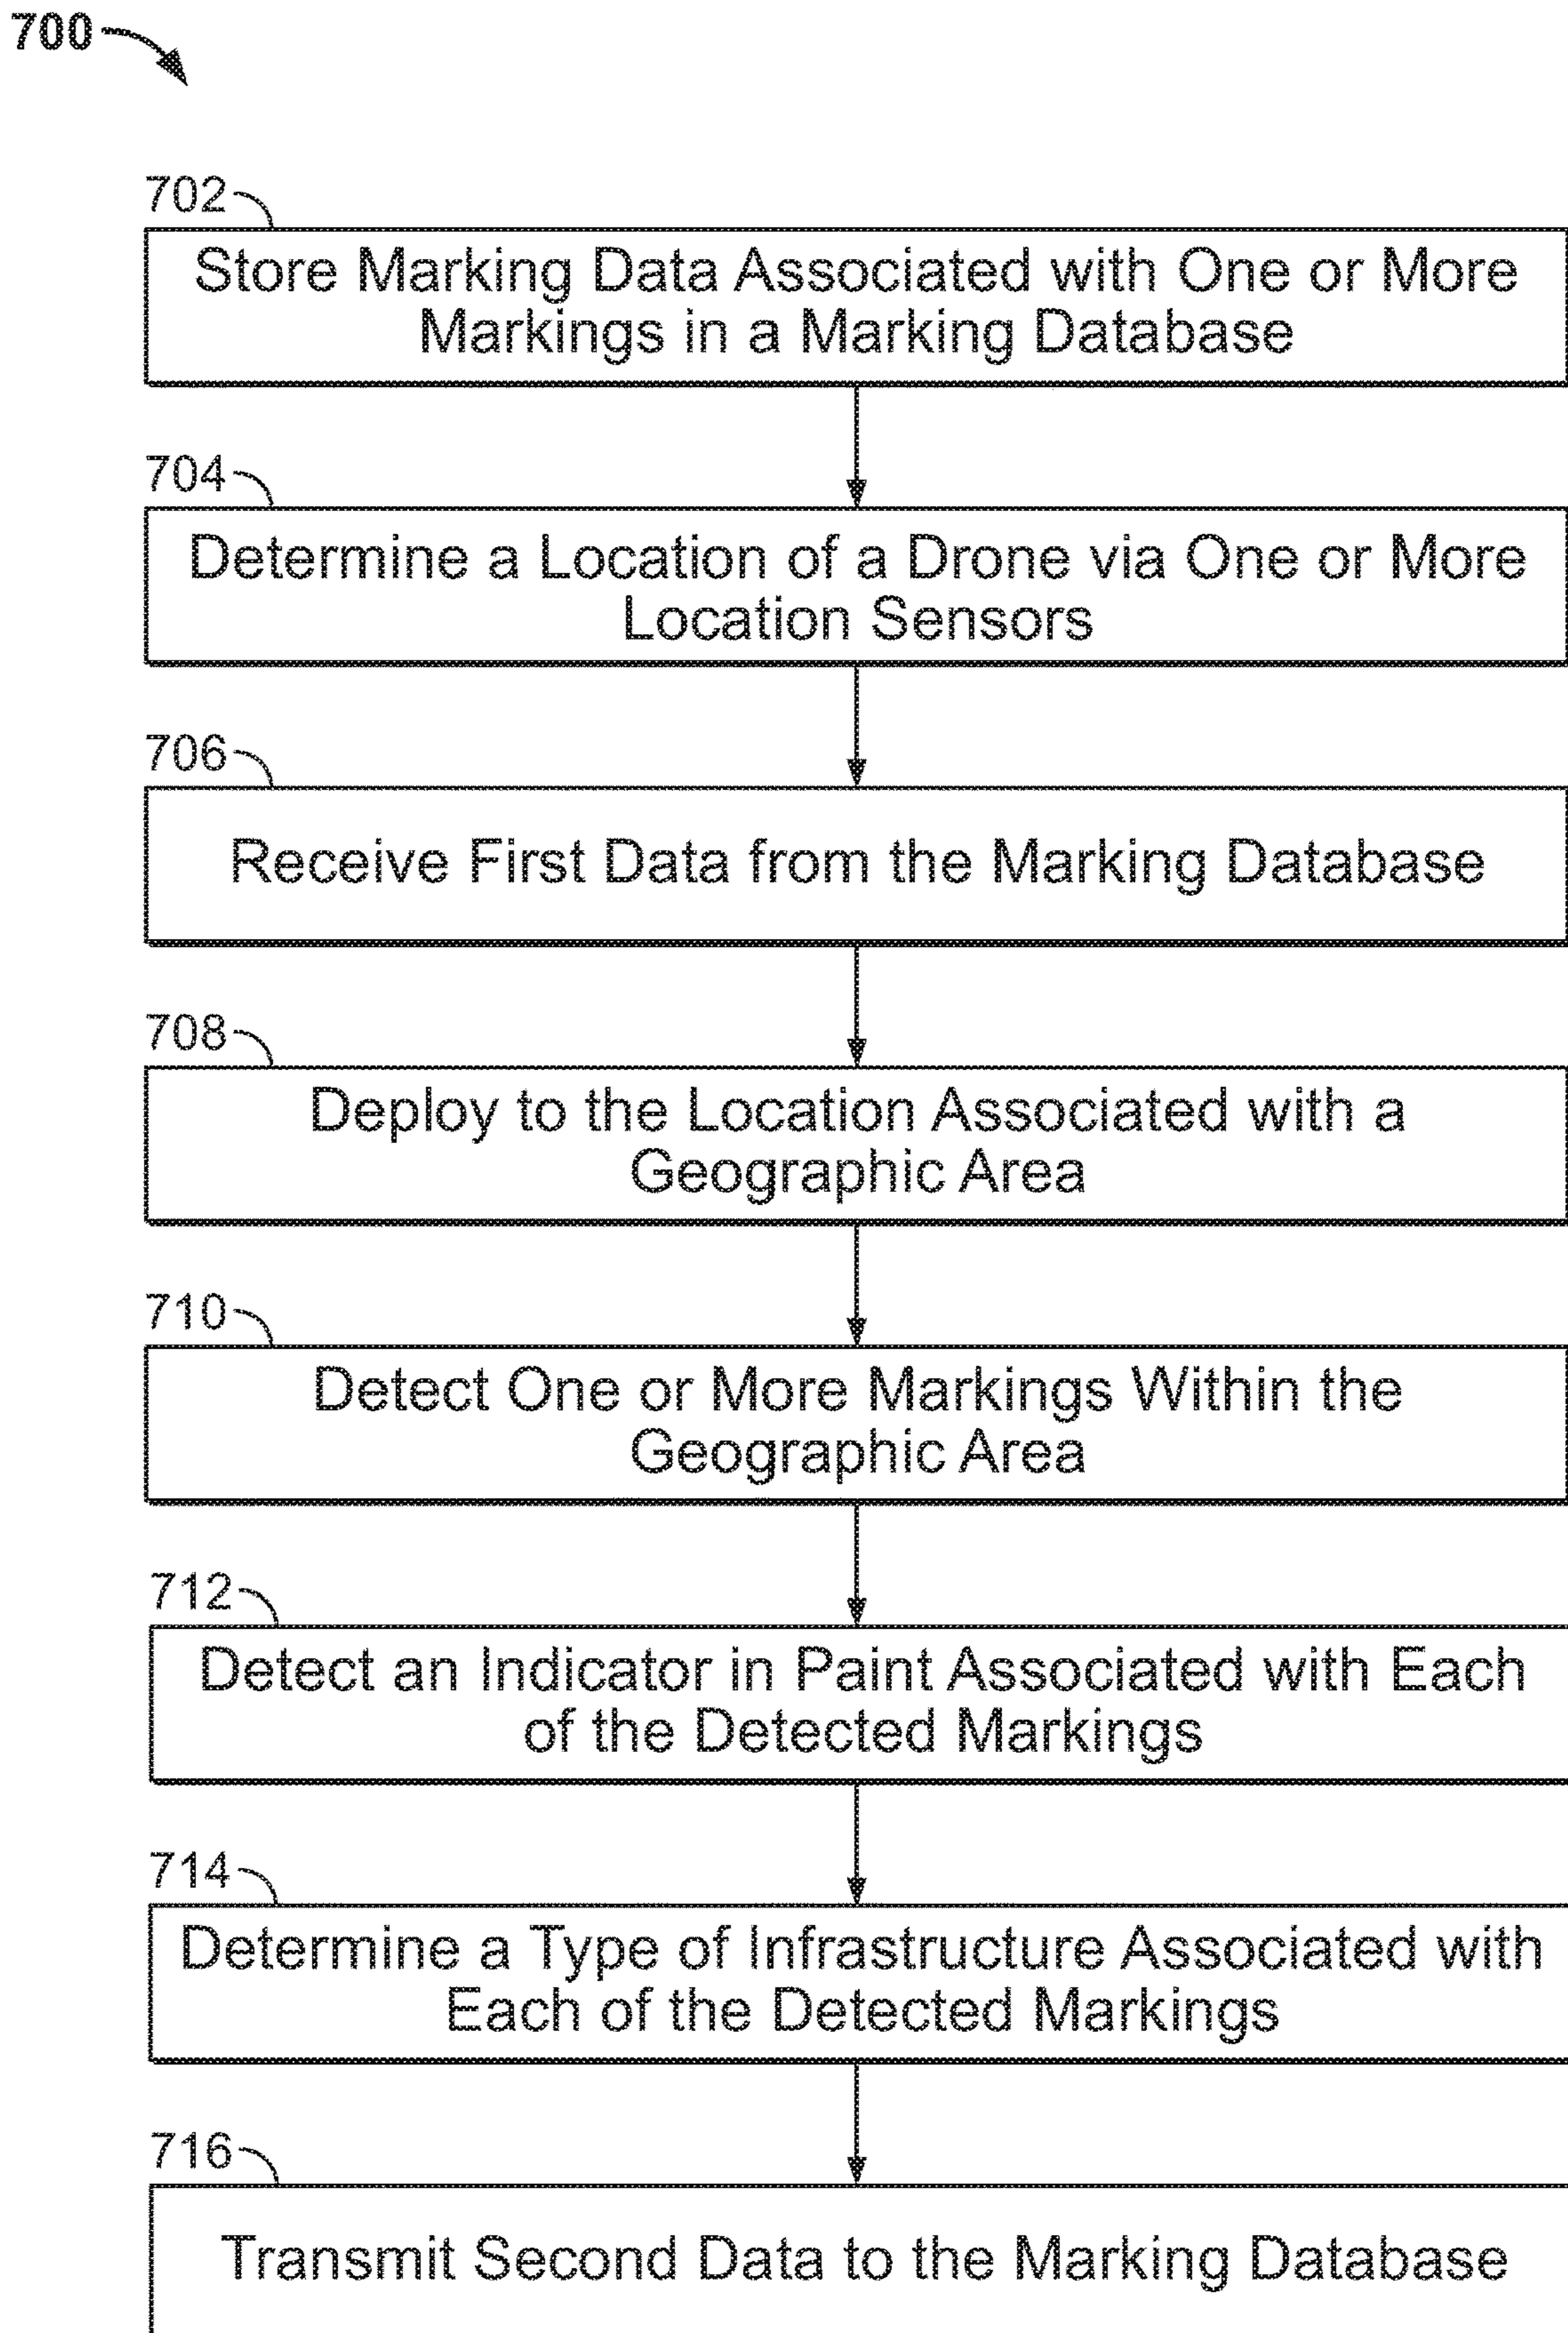 700
702
Store Marking Data Associated with One or More
Markings in a Marking Database
704
Determine a Location of a Drone via One or More
Location Sensors
706
Receive First Data from the Marking Database
708
Deploy to the Location Associated with a
Geographic Area
710
Detect One or More Markings Within the
Geographic Area
712
Detect an Indicator in Paint Associated with Each
of the Detected Markings
714
Determine a Type of Infrastructure Associated with
Each of the Detected Markings
716
Transmit Second Data to the Marking Database